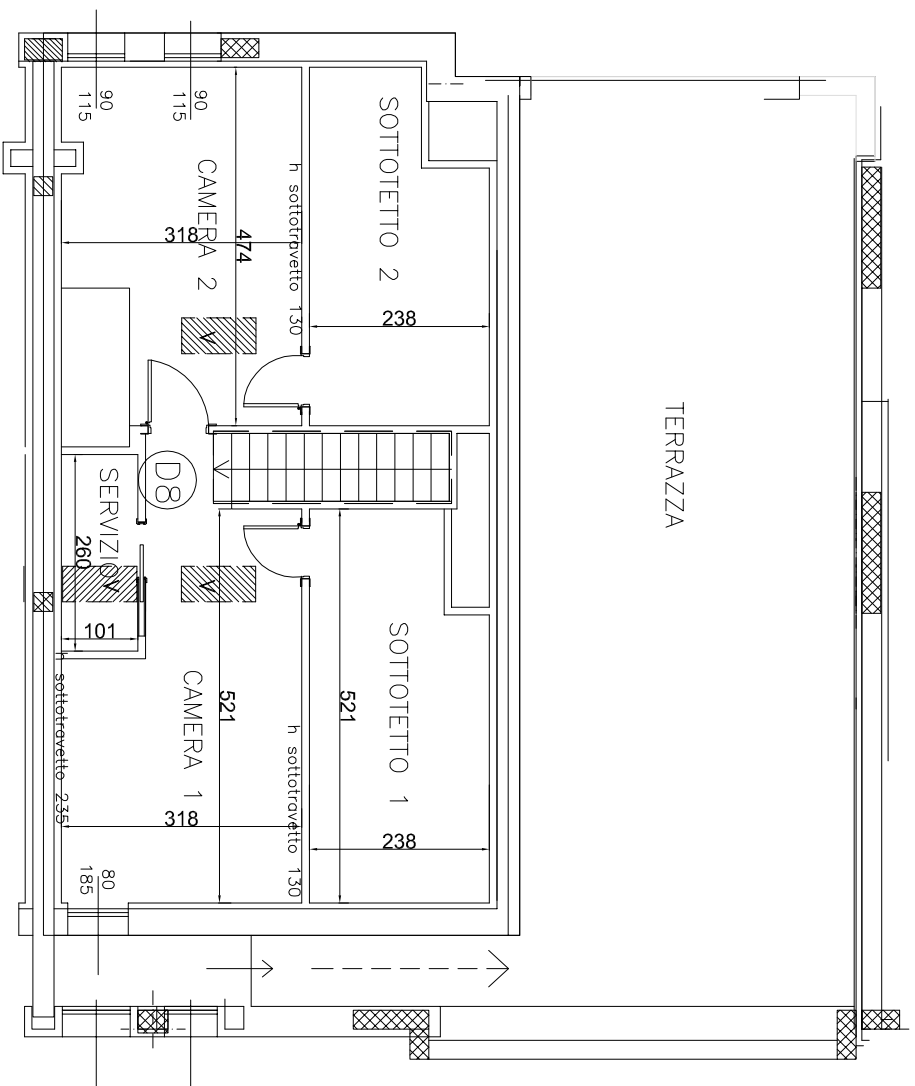 90
115
90
115
SOTTOTETTO 2
CAMERA 2
h sottotravetto 130
318
474
238
V
TERRAZZA
D8
SERVIZIO
260
V
V
101
SOTTOTETTO 1
CAMERA 1
521
521
h sottotravetto 130
h sottotravetto 235
318
238
80
185